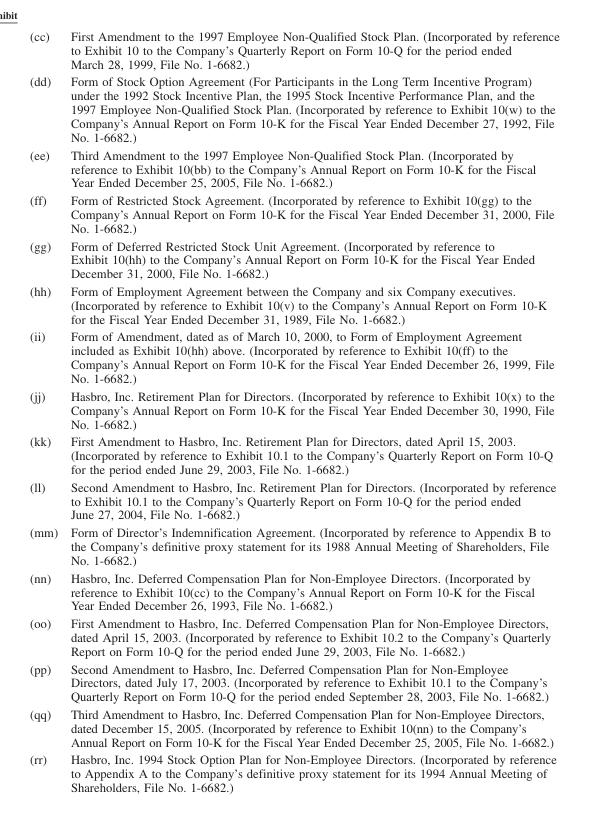 hibit
(cc) First Amendment to the 1997 Employee Non-Qualified Stock Plan. (Incorporated by reference
to Exhibit 10 to the Company's Quarterly Report on Form 10-Q for the period ended
March 28, 1999, File No. 1-6682.)
(dd) Form of Stock Option Agreement (For Participants in the Long Term Incentive Program)
under the 1992 Stock Incentive Plan, the 1995 Stock Incentive Performance Plan, and the
1997 Employee Non-Qualified Stock Plan. (Incorporated by reference to Exhibit 10(w) to the
Company's Annual Report on Form 10-K for the Fiscal Year Ended December 27, 1992, File
No. 1-6682.)
(ee) Third Amendment to the 1997 Employee Non-Qualified Stock Plan. (Incorporated by
reference to Exhibit 10(bb) to the Company's Annual Report on Form 10-K for the Fiscal
Year Ended December 25, 2005, File No. 1-6682.)
(ff) Form of Restricted Stock Agreement. (Incorporated by reference to Exhibit 10(gg) to the
Company's Annual Report on Form 10-K for the Fiscal Year Ended December 31, 2000, File
No. 1-6682.)
(gg) Form of Deferred Restricted Stock Unit Agreement. (Incorporated by reference to
Exhibit 10(hh) to the Company's Annual Report on Form 10-K for the Fiscal Year Ended
December 31, 2000, File No. 1-6682.)
(hh) Form of Employment Agreement between the Company and six Company executives.
(Incorporated by reference to Exhibit 10(v) to the Company's Annual Report on Form 10-K
for the Fiscal Year Ended December 31, 1989, File No. 1-6682.)
(ii) Form of Amendment, dated as of March 10, 2000, to Form of Employment Agreement
included as Exhibit 10(hh) above. (Incorporated by reference to Exhibit 10(ff) to the
Company's Annual Report on Form 10-K for the Fiscal Year Ended December 26, 1999, File
No. 1-6682.)
(jj) Hasbro, Inc. Retirement Plan for Directors. (Incorporated by reference to Exhibit 10(x) to the
Company's Annual Report on Form 10-K for the Fiscal Year Ended December 30, 1990, File
No. 1-6682.)
(kk) First Amendment to Hasbro, Inc. Retirement Plan for Directors, dated April 15, 2003.
(Incorporated by reference to Exhibit 10.1 to the Company's Quarterly Report on Form 10-Q
for the period ended June 29, 2003, File No. 1-6682.)
(ll) Second Amendment to Hasbro, Inc. Retirement Plan for Directors. (Incorporated by reference
to Exhibit 10.1 to the Company's Quarterly Report on Form 10-Q for the period ended
June 27, 2004, File No. 1-6682.)
(mm) Form of Director's Indemnification Agreement. (Incorporated by reference to Appendix B to
the Company's definitive proxy statement for its 1988 Annual Meeting of Shareholders, File
No. 1-6682.)
(nn) Hasbro, Inc. Deferred Compensation Plan for Non-Employee Directors. (Incorporated by
reference to Exhibit 10(cc) to the Company's Annual Report on Form 10-K for the Fiscal
Year Ended December 26, 1993, File No. 1-6682.)
(oo) First Amendment to Hasbro, Inc. Deferred Compensation Plan for Non-Employee Directors,
dated April 15, 2003. (Incorporated by reference to Exhibit 10.2 to the Company's Quarterly
Report on Form 10-Q for the period ended June 29, 2003, File No. 1-6682.)
(pp) Second Amendment to Hasbro, Inc. Deferred Compensation Plan for Non-Employee
Directors, dated July 17, 2003. (Incorporated by reference to Exhibit 10.1 to the Company's
Quarterly Report on Form 10-Q for the period ended September 28, 2003, File No. 1-6682.)
(qq) Third Amendment to Hasbro, Inc. Deferred Compensation Plan for Non-Employee Directors,
dated December 15, 2005. (Incorporated by reference to Exhibit 10(nn) to the Company's
Annual Report on Form 10-K for the Fiscal Year Ended December 25, 2005, File No. 1-6682.)
(rr) Hasbro, Inc. 1994 Stock Option Plan for Non-Employee Directors. (Incorporated by reference
to Appendix A to the Company's definitive proxy statement for its 1994 Annual Meeting of
Shareholders, File No. 1-6682.)